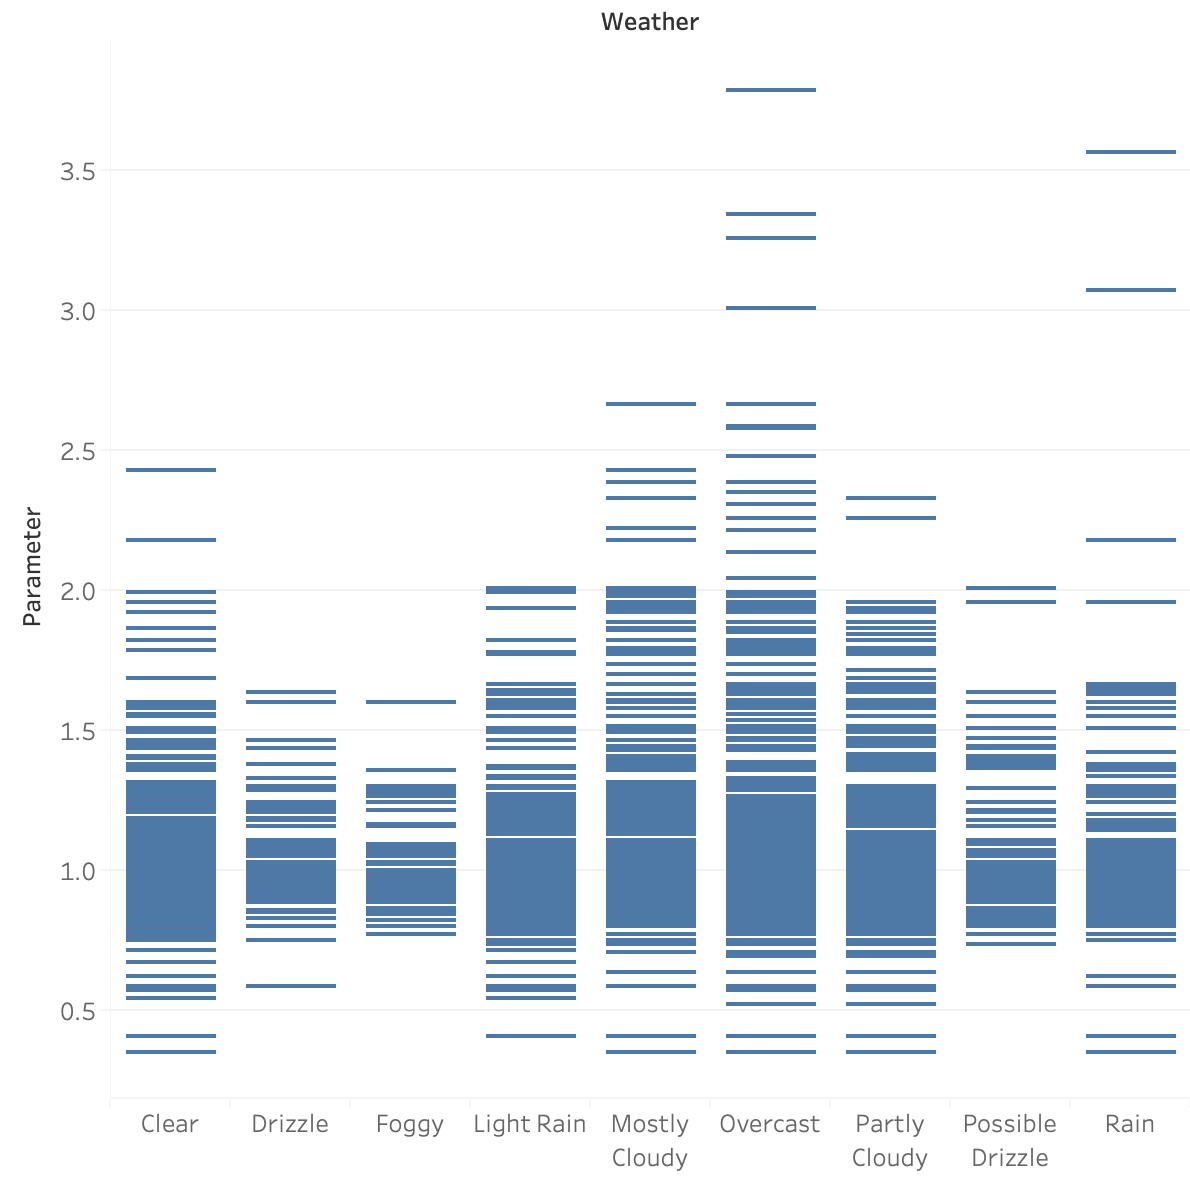 Weather
Parameter
3.5
3.0
2.5
2.0
1.5
1.0
0.5
Clear
Drizzle
Foggy
Light Rain
Mostly
Cloudy
Overcast
Partly
Cloudy
Possible
Drizzle
Rain